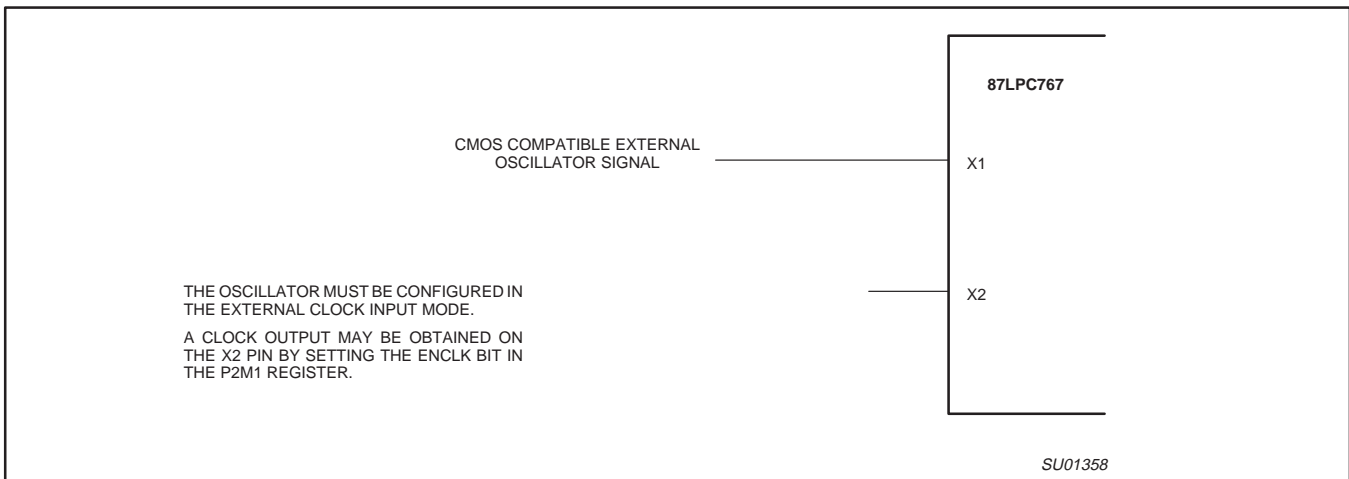 87LPC767
CMOS COMPATIBLE EXTERNAL
OSCILLATOR SIGNAL
X1
X2
THE OSCILLATOR MUST BE CONFIGURED IN
THE EXTERNAL CLOCK INPUT MODE.
A CLOCK OUTPUT MAY BE OBTAINED ON
THE X2 PIN BY SETTING THE ENCLK BIT IN
THE P2M1 REGISTER.
SU01358